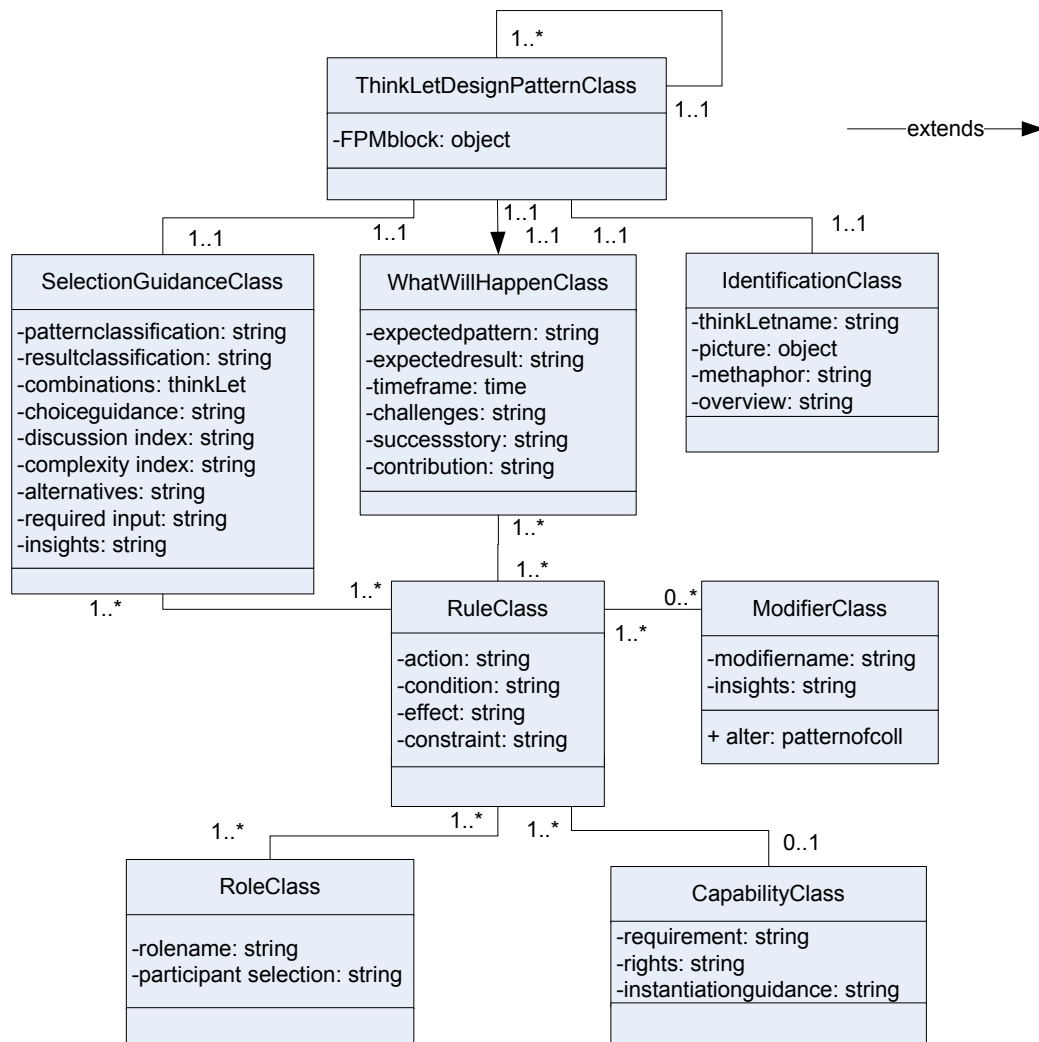 1..*
ThinkLetDesignPatternClass
1..1
-FPMblock: object
extends
1..1
1..1
1..1
1..1
1..1
1..1
SelectionGuidanceClass
-patternclassification: string
-resultclassification: string
-combinations: thinkLet
-choiceguidance: string
-discussion index: string
-complexity index: string
-alternatives: string
-required input: string
-insights: string
WhatWillHappenClass
-expectedpattern: string
-expectedresult: string
-timeframe: time
-challenges: string
-successstory: string
-contribution: string
IdentificationClass
-thinkLetname: string
-picture: object
-methaphor: string
-overview: string
1..*
1..*
1..*
1..*
0..*
1..*
RuleClass
-action: string
-condition: string
-effect: string
-constraint: string
ModifierClass
-modifiername: string
-insights: string
+ alter: patternofcoll
1..*
1..*
1..*
0..1
RoleClass
-rolename: string
-participant selection: string
CapabilityClass
-requirement: string
-rights: string
-instantiationguidance: string